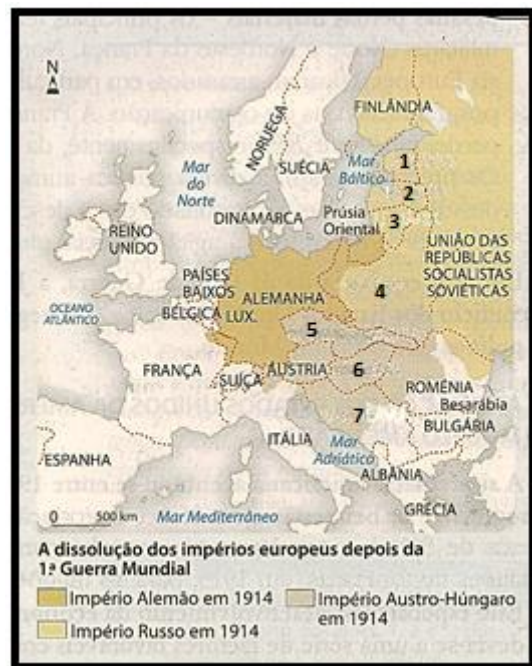 N
FINLÂNDIA
NORUEGA
SUÉCIA
Mar
do
Norte
Mar
Báltico
1
2
3
DINAMARCA
Prússia
Oriental
REINO
UNIDO
UNIÃO DAS
REPÚBLICAS
SOCIALISTAS
SOVIÉTICAS
PAÍSES
BAIXOS
ALEMANHA
4
OCEANO
ATLÂNTICO
BÉLGICA
LUX.
5
FRANÇA
SUÍÇA
ÁUSTRIA
6
ROMÉNIA
Besarábia
7
BULGÁRIA
ITÁLIA
Mar
Adriático
ESPANHA
ALBÂNIA
GRÉCIA
0 500 km
Mar Mediterrâneo
A dissolução dos impérios europeus depois da
1.ª Guerra Mundial
Império Alemão em 1914
Império Austro-Húngaro
em 1914
Império Russo em 1914